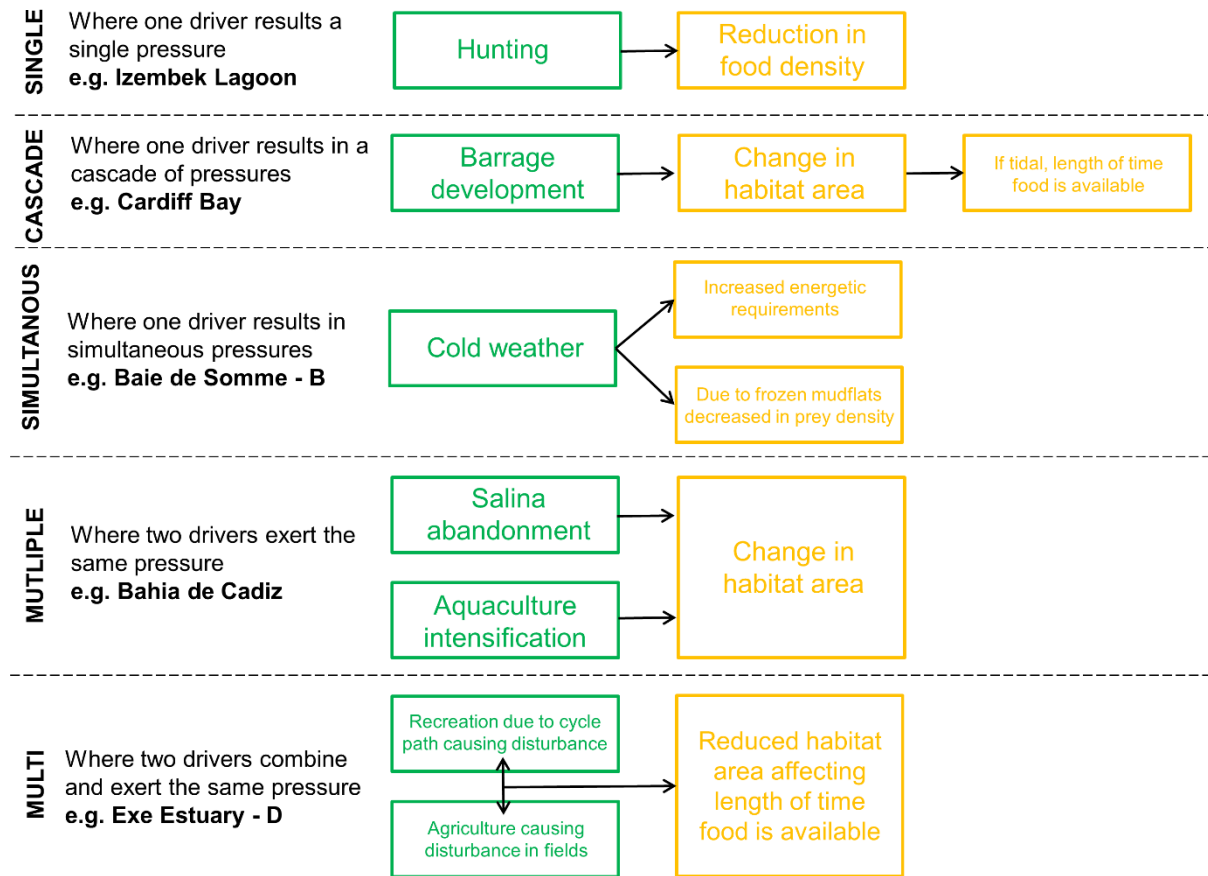 SINGLE
Where one driver results a
single pressure
e.g. Izembek Lagoon
Hunting
Reduction in
food density
CASCADE
Where one driver results in a
cascade of pressures
e.g. Cardiff Bay
Barrage
development
Change in
habitat area
If tidal, length of time
food is available
SIMULTANOUS
Where one driver results in
simultaneous pressures
e.g. Baie de Somme - B
Cold weather
Increased energetic
requirements
Due to frozen mudflats
decreased in prey density
MUTLIPLE
Where two drivers exert the
same pressure
e.g. Bahia de Cadiz
Salina
abandonment
Aquaculture
intensification
Change in
habitat area
MULTI
Where two drivers combine
and exert the same pressure
e.g. Exe Estuary - D
Recreation due to cycle
path causing disturbance
Agriculture causing
disturbance in fields
Reduced habitat
area affecting
length of time
food is available